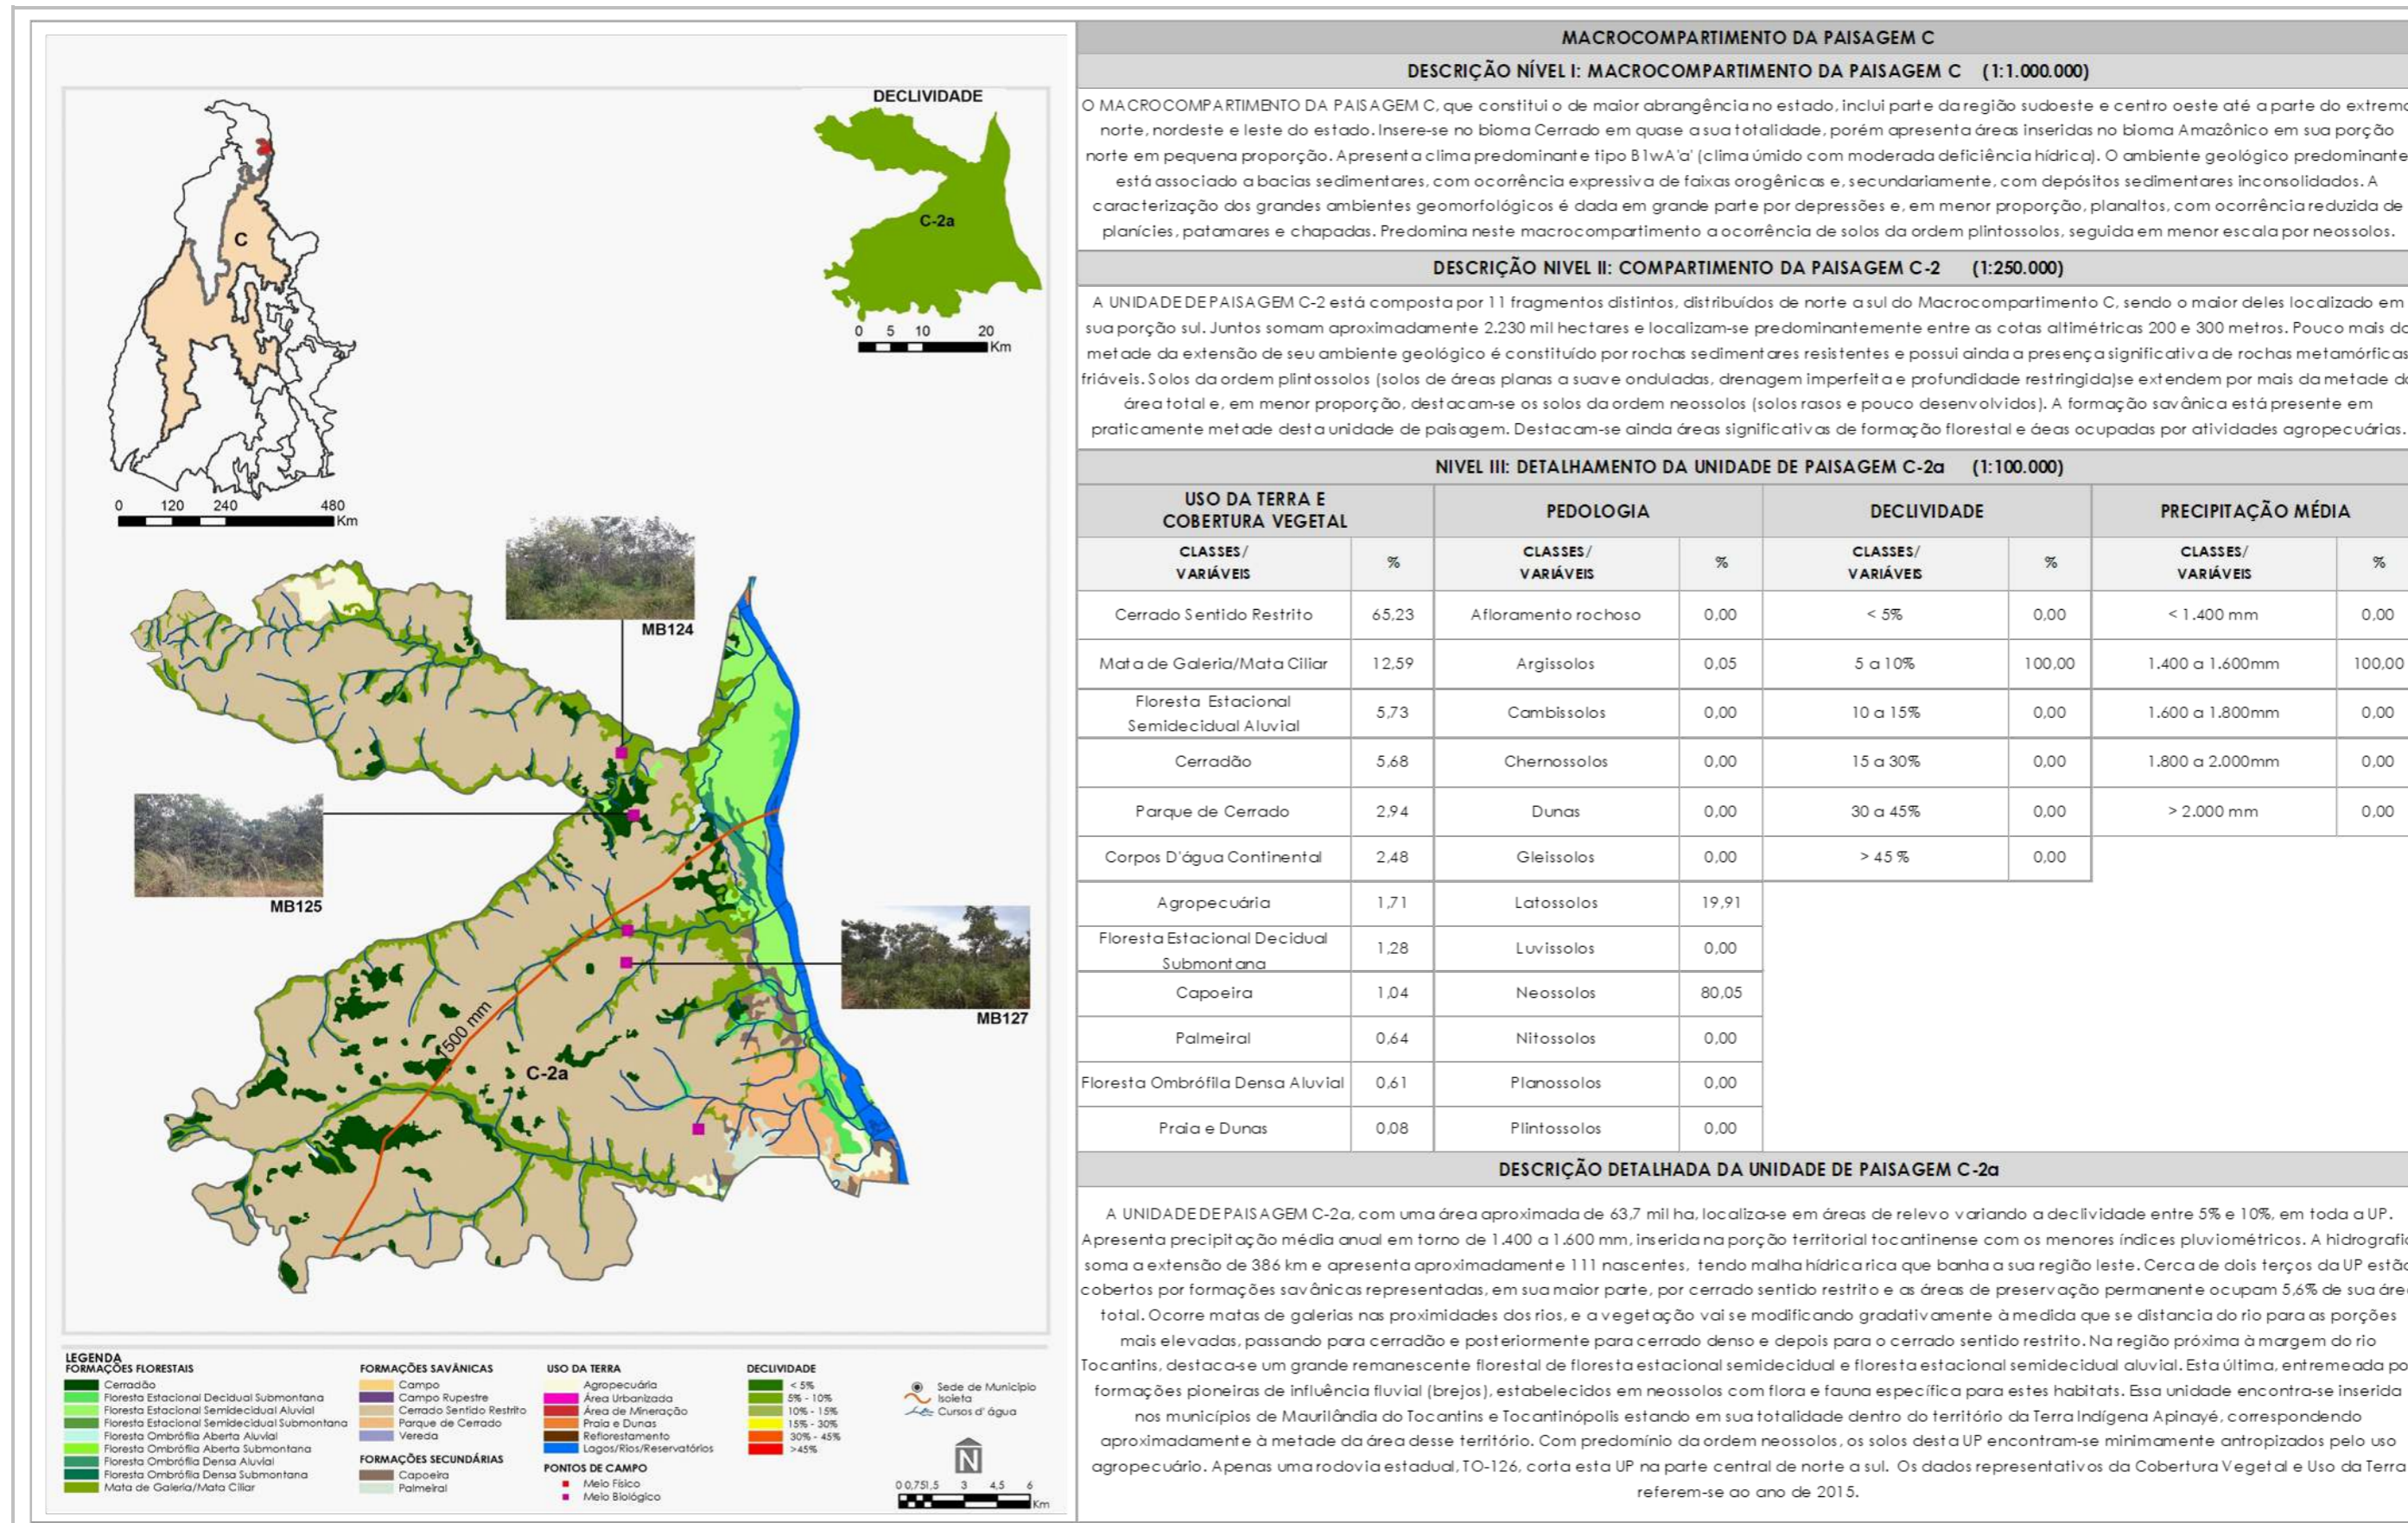 DECLIVIDADE
C-2a
0 5 10 20
Km
C
0 120 240 480
Km
MB124
MB125
MB127
1500 mm
C-2a
LEGENDA
FORMAÇÕES FLORESTAIS
Cerradão
Floresta Estacional Decidual Submontana
Floresta Estacional Semidecidual Aluvial
Floresta Estacional Semidecidual Submontana
Floresta Ombrófila Aberta Aluvial
Floresta Ombrófila Aberta Submontana
Floresta Ombrófila Densa Aluvial
Floresta Ombrófila Densa Submontana
Mata de Galeria/Mata Ciliar
FORMAÇÕES SAVÂNICAS
Campo
Campo Rupestre
Cerrado Sentido Restrito
Parque de Cerrado
Vereda
FORMAÇÕES SECUNDÁRIAS
Capoeira
Palmeiral
USO DA TERRA
Agropecuária
Área Urbanizada
Área de Mineração
Praia e Dunas
Reflorestamento
Lagos/Rios/Reservatórios
PONTOS DE CAMPO
Meio Físico
Meio Biológico
DECLIVIDADE
< 5%
5% - 10%
10% - 15%
15% - 30%
30% - 45%
>45%
Sede de Município
Isoieta
Cursos d' água
N
0 0,751,5 3 4,5 6
Km
MACROCOMPARTIMENTO DA PAISAGEM C
DESCRIÇÃO NÍVEL I: MACROCOMPARTIMENTO DA PAISAGEM C (1:1.000.000)
O MACROCOMPARTIMENTO DA PAISAGEM C, que constitui o de maior abrangência no estado, inclui parte da região sudoeste e centro oeste até a parte do extremo
norte, nordeste e leste do estado. Insere-se no bioma Cerrado em quase a sua totalidade, porém apresenta áreas inseridas no bioma Amazônico em sua porção
norte em pequena proporção. Apresenta clima predominante tipo B1wA'a' (clima úmido com moderada deficiência hídrica). O ambiente geológico predominante
está associado a bacias sedimentares, com ocorrência expressiva de faixas orogênicas e, secundariamente, com depósitos sedimentares inconsolidados. A
caracterização dos grandes ambientes geomorfológicos é dada em grande parte por depressões e, em menor proporção, planaltos, com ocorrência reduzida de
planícies, patamares e chapadas. Predomina neste macrocompartimento a ocorrência de solos da ordem plintossolos, seguida em menor escala por neossolos.
DESCRIÇÃO NIVEL II: COMPARTIMENTO DA PAISAGEM C-2 (1:250.000)
A UNIDADE DE PAISAGEM C-2 está composta por 11 fragmentos distintos, distribuídos de norte a sul do Macrocompartimento C, sendo o maior deles localizado em
sua porção sul. Juntos somam aproximadamente 2.230 mil hectares e localizam-se predominantemente entre as cotas altimétricas 200 e 300 metros. Pouco mais da
metade da extensão de seu ambiente geológico é constituído por rochas sedimentares resistentes e possui ainda a presença significativa de rochas metamórficas
friáveis. Solos da ordem plintossolos (solos de áreas planas a suave onduladas, drenagem imperfeita e profundidade restringida)se extendem por mais da metade da
área total e, em menor proporção, destacam-se os solos da ordem neossolos (solos rasos e pouco desenvolvidos). A formação savânica está presente em
praticamente metade desta unidade de paisagem. Destacam-se ainda áreas significativas de formação florestal e áeas ocupadas por atividades agropecuárias.
NIVEL III: DETALHAMENTO DA UNIDADE DE PAISAGEM C-2a (1:100.000)
USO DA TERRA E COBERTURA VEGETAL PEDOLOGIA DECLIVIDADE PRECIPITAÇÃO MÉDIA
CLASSES/ VARIÁVEIS % CLASSES/ VARIÁVEIS % CLASSES/ VARIÁVEIS % CLASSES/ VARIÁVEIS %
Cerrado Sentido Restrito 65,23 Afloramento rochoso 0,00 < 5% 0,00 < 1.400 mm 0,00
Mata de Galeria/Mata Ciliar 12,59 Argissolos 0,05 5 a 10% 100,00 1.400 a 1.600mm 100,00
Floresta Estacional Semidecidual Aluvial 5,73 Cambissolos 0,00 10 a 15% 0,00 1.600 a 1.800mm 0,00
Cerradão 5,68 Chernossolos 0,00 15 a 30% 0,00 1.800 a 2.000mm 0,00
Parque de Cerrado 2,94 Dunas 0,00 30 a 45% 0,00 > 2.000 mm 0,00
Corpos D'água Continental 2,48 Gleissolos 0,00 > 45 % 0,00
Agropecuária 1,71 Latossolos 19,91
Floresta Estacional Decidual Submontana 1,28 Luvissolos 0,00
Capoeira 1,04 Neossolos 80,05
Palmeiral 0,64 Nitossolos 0,00
Floresta Ombrófila Densa Aluvial 0,61 Planossolos 0,00
Praia e Dunas 0,08 Plintossolos 0,00
DESCRIÇÃO DETALHADA DA UNIDADE DE PAISAGEM C-2a
A UNIDADE DE PAISAGEM C-2a, com uma área aproximada de 63,7 mil ha, localiza-se em áreas de relevo variando a declividade entre 5% e 10%, em toda a UP.
Apresenta precipitação média anual em torno de 1.400 a 1.600 mm, inserida na porção territorial tocantinense com os menores índices pluviométricos. A hidrografia
soma a extensão de 386 km e apresenta aproximadamente 111 nascentes, tendo malha hídrica rica que banha a sua região leste. Cerca de dois terços da UP estão
cobertos por formações savânicas representadas, em sua maior parte, por cerrado sentido restrito e as áreas de preservação permanente ocupam 5,6% de sua área
total. Ocorre matas de galerias nas proximidades dos rios, e a vegetação vai se modificando gradativamente à medida que se distancia do rio para as porções
mais elevadas, passando para cerradão e posteriormente para cerrado denso e depois para o cerrado sentido restrito. Na região próxima à margem do rio
Tocantins, destaca-se um grande remanescente florestal de floresta estacional semidecidual e floresta estacional semidecidual aluvial. Esta última, entremeada por
formações pioneiras de influência fluvial (brejos), estabelecidos em neossolos com flora e fauna específica para estes habitats. Essa unidade encontra-se inserida
nos municípios de Maurilândia do Tocantins e Tocantinópolis estando em sua totalidade dentro do território da Terra Indígena Apinayé, correspondendo
aproximadamente à metade da área desse território. Com predomínio da ordem neossolos, os solos desta UP encontram-se minimamente antropizados pelo uso
agropecuário. Apenas uma rodovia estadual, TO-126, corta esta UP na parte central de norte a sul. Os dados representativos da Cobertura Vegetal e Uso da Terra
referem-se ao ano de 2015.